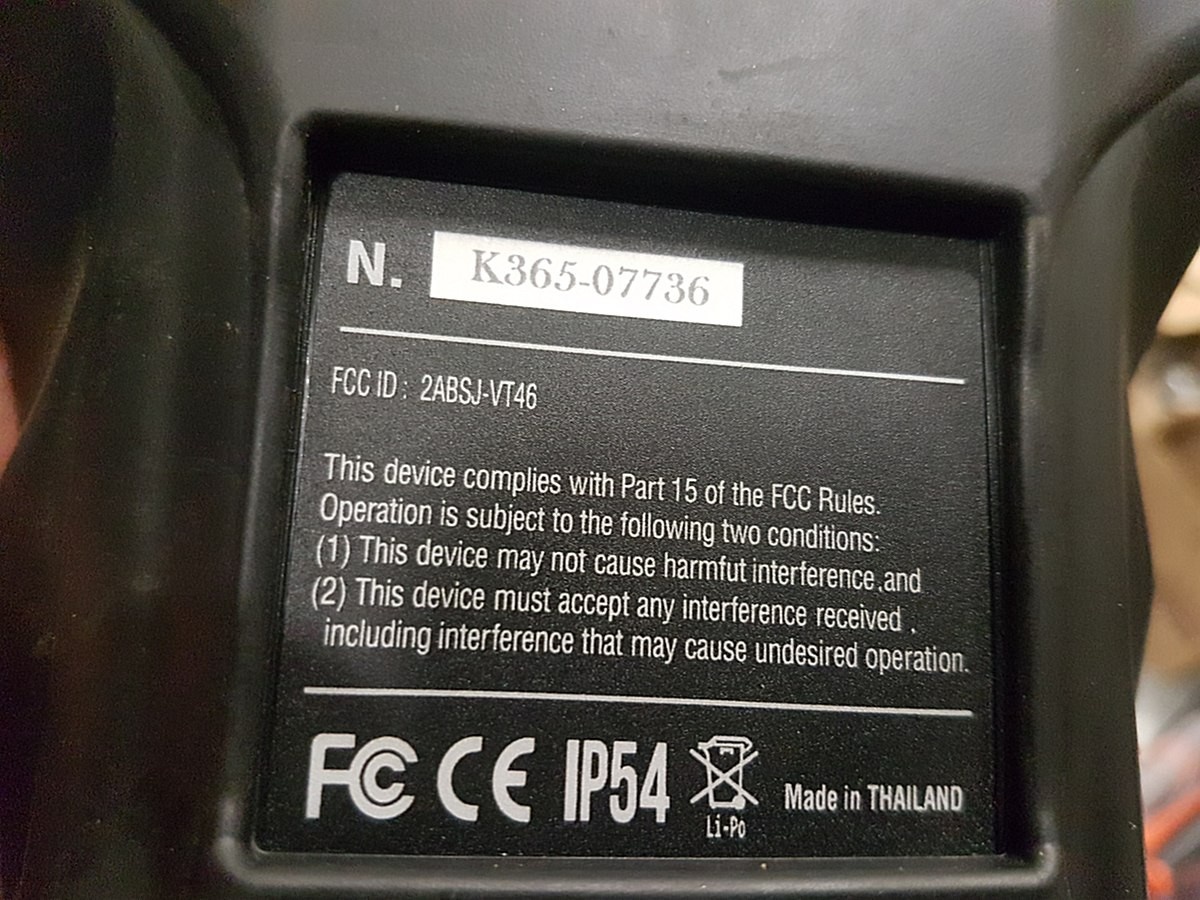 N. K365-07736
FCC ID : 2ABSJ-VT46
This device complies with Part 15 of the FCC Rules.
Operation is subject to the following two conditions:
(1) This device may not cause harmfut interference,and
(2) This device must accept any interference received .
including interference that may cause undesired operation.
FC CE IP54 Made in THAILAND
Li-Po